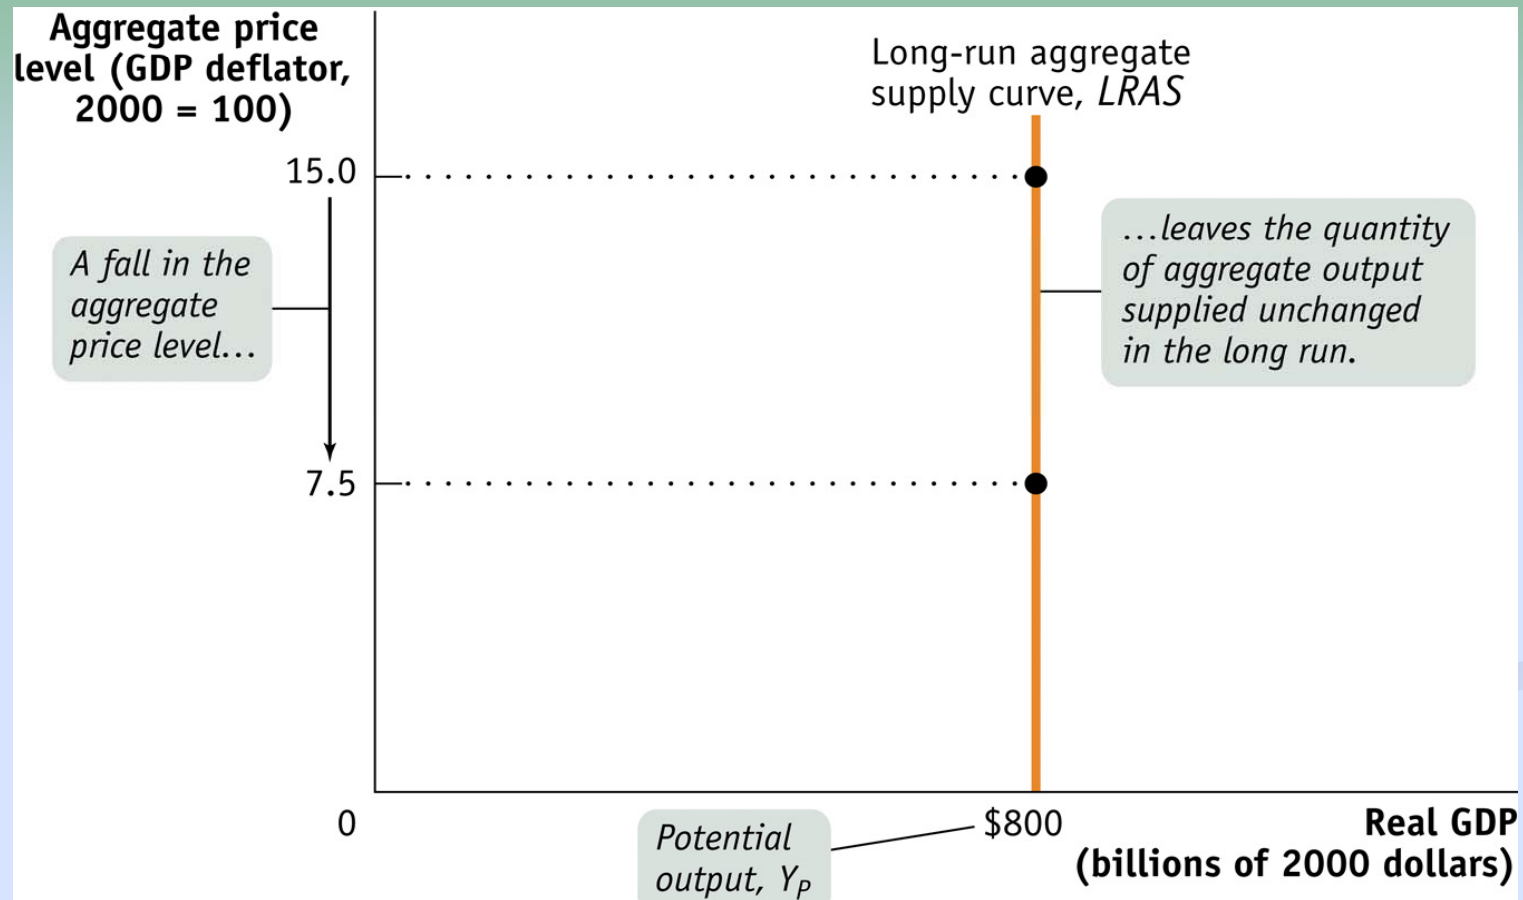 Aggregate price
level (GDP deflator,
2000 = 100)
Long-run aggregate
supply curve, LRAS
15.0
A fall in the
aggregate
price level...
...leaves the quantity
of aggregate output
supplied unchanged
in the long run.
7.5
0
Potential
output, YP
$800
Real GDP
(billions of 2000 dollars)